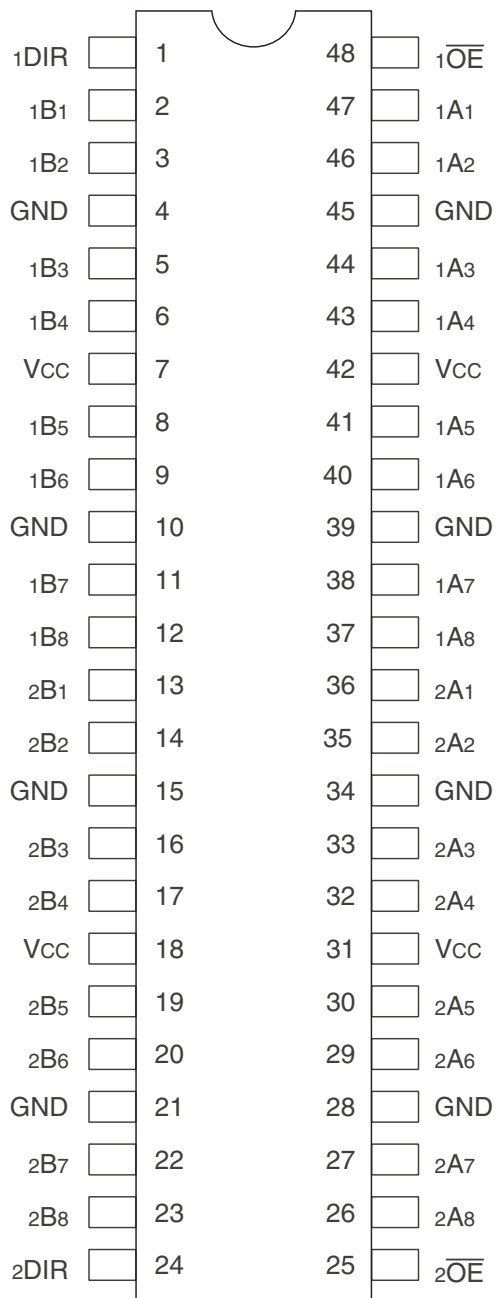 1DIR 1 48 1O̅E̅
1B1 2 47 1A1
1B2 3 46 1A2
GND 4 45 GND
1B3 5 44 1A3
1B4 6 43 1A4
VCC 7 42 VCC
1B5 8 41 1A5
1B6 9 40 1A6
GND 10 39 GND
1B7 11 38 1A7
1B8 12 37 1A8
2B1 13 36 2A1
2B2 14 35 2A2
GND 15 34 GND
2B3 16 33 2A3
2B4 17 32 2A4
VCC 18 31 VCC
2B5 19 30 2A5
2B6 20 29 2A6
GND 21 28 GND
2B7 22 27 2A7
2B8 23 26 2A8
2DIR 24 25 2O̅E̅